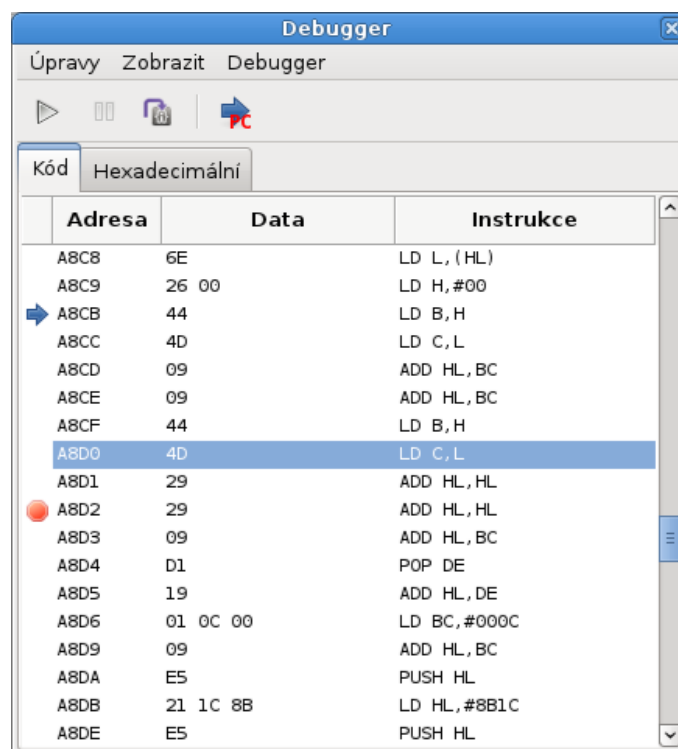 Debugger
Úpravy Zobrazit Debugger
PC
Kód Hexadecimální
Adresa Data Instrukce
A8C8 6E LD L,(HL)
A8C9 26 00 LD H,#00
A8CB 44 LD B,H
A8CC 4D LD C,L
A8CD 09 ADD HL,BC
A8CE 09 ADD HL,BC
A8CF 44 LD B,H
A8D0 4D LD C,L
A8D1 29 ADD HL,HL
A8D2 29 ADD HL,HL
A8D3 09 ADD HL,BC
A8D4 D1 POP DE
A8D5 19 ADD HL,DE
A8D6 01 0C 00 LD BC,#000C
A8D9 09 ADD HL,BC
A8DA E5 PUSH HL
A8DB 21 1C 8B LD HL,#8B1C
A8DE E5 PUSH HL